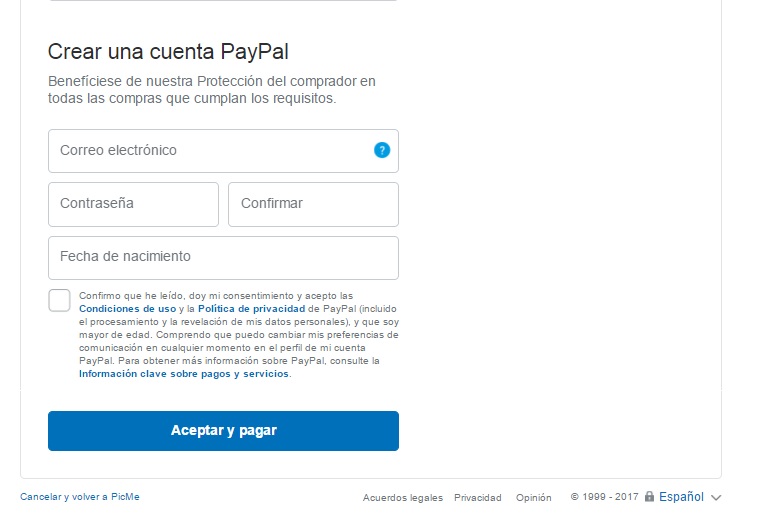 Crear una cuenta PayPal
Benefíciese de nuestra Protección del comprador en
todas las compras que cumplan los requisitos.
Correo electrónico ?
Contraseña Confirmar
Fecha de nacimiento
Confirmo que he leído, doy mi consentimiento y acepto las
Condiciones de uso y la Política de privacidad de PayPal (incluido
el procesamiento y la revelación de mis datos personales), y que soy
mayor de edad. Comprendo que puedo cambiar mis preferencias de
comunicación en cualquier momento en el perfil de mi cuenta
PayPal. Para obtener más información sobre PayPal, consulte la
Información clave sobre pagos y servicios.
Aceptar y pagar
Cancelar y volver a PicMe Acuerdos legales Privacidad Opinión © 1999 - 2017 Español